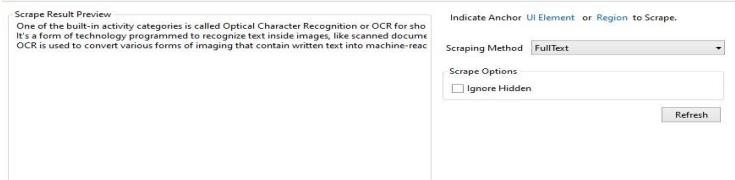 Scrape Result Preview
One of the built-in activity categories is called Optical Character Recognition or OCR for sho
It's a form of technology programmed to recognize text inside images, like scanned docume
OCR is used to convert various forms of imaging that contain written text into machine-reac
Indicate Anchor UI Element or Region to Scrape.
Scraping Method FullText
Scrape Options
Ignore Hidden
Refresh